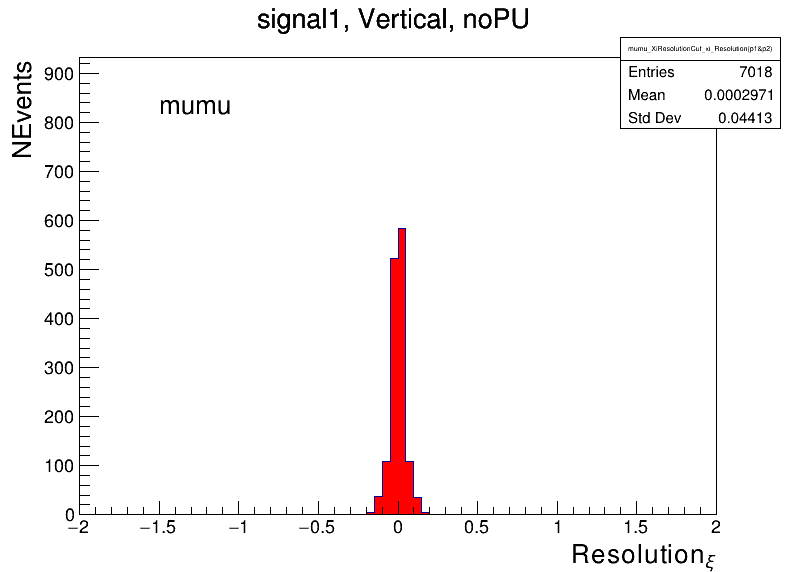 signal1, Vertical, noPU
mumu_XiResolutionCut_xi_Resolution(p1&p2)
Entries 7018
Mean 0.0002971
Std Dev 0.04413
NEvents
mumu
900
800
700
600
500
400
300
200
100
0
−2 −1.5 −1 −0.5 0 0.5 1 1.5 2
Resolutionξ